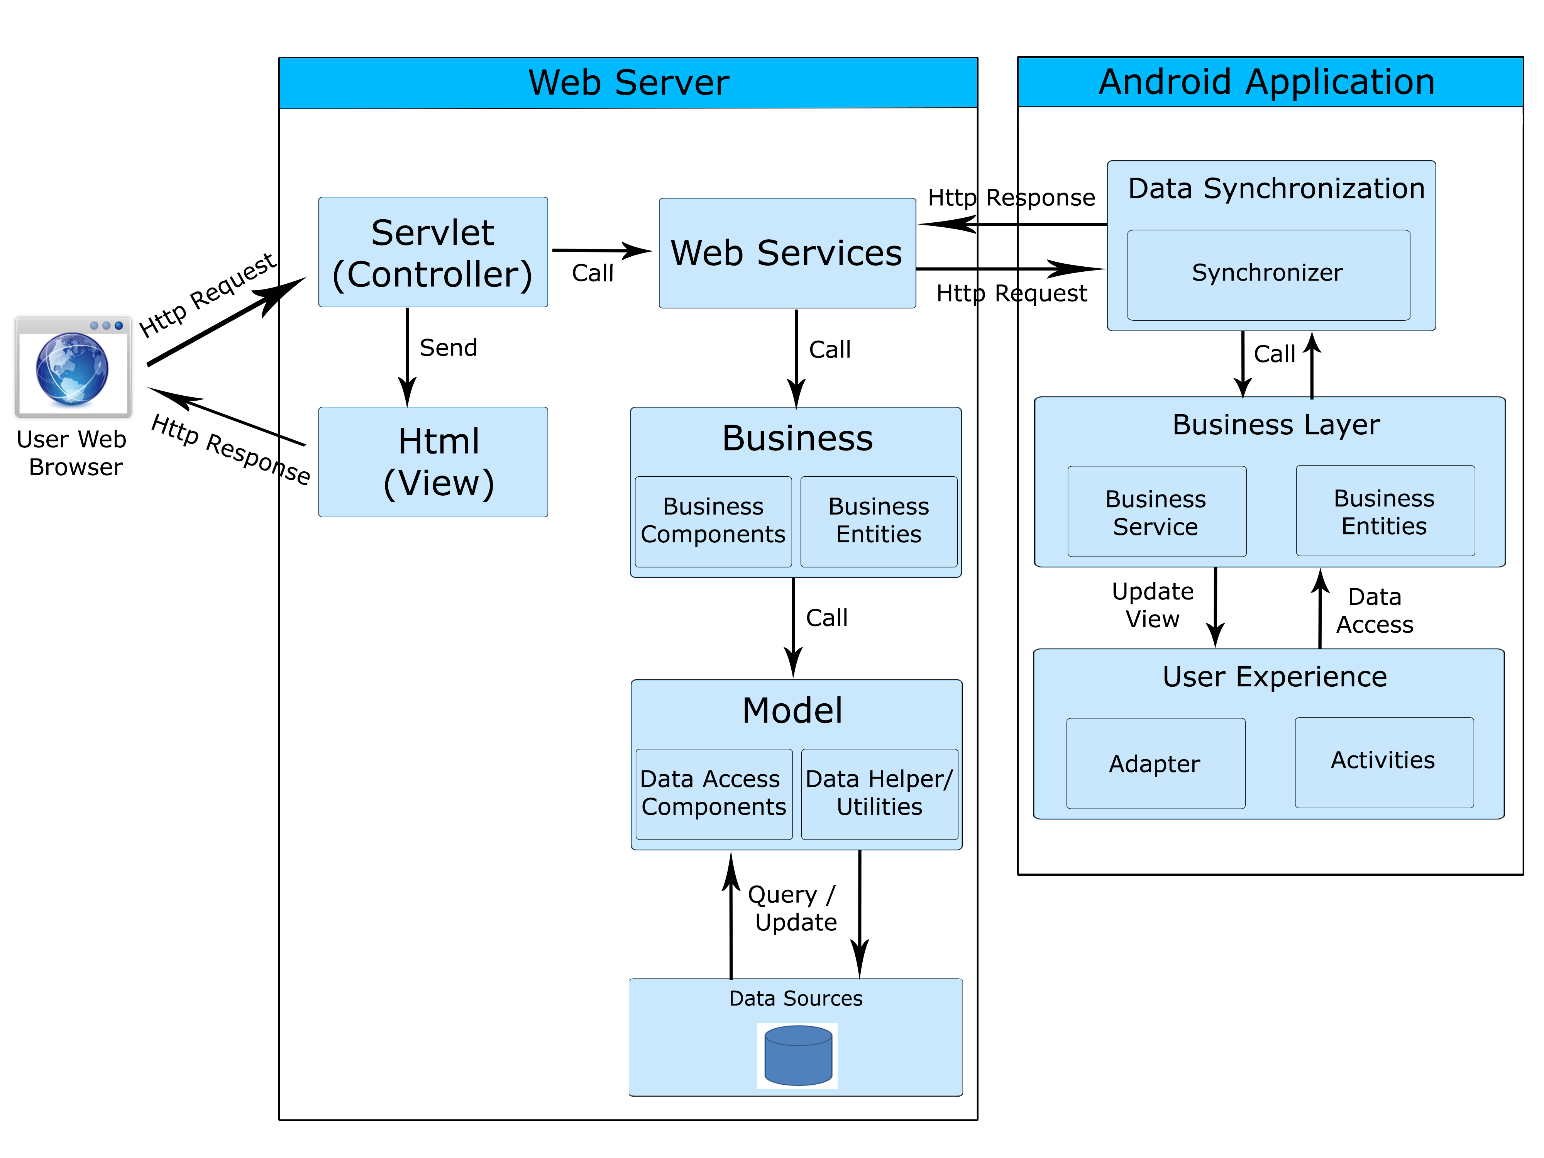 Web Server
Android Application
Http Request
Http Response
User Web
Browser
Servlet
(Controller)
Call
Send
Html
(View)
Web Services
Http Response
Http Request
Call
Business
Business
Components
Business
Entities
Call
Model
Data Access
Components
Data Helper/
Utilities
Query /
Update
Data Sources
Data Synchronization
Synchronizer
Call
Business Layer
Business
Service
Business
Entities
Update
View
Data
Access
User Experience
Adapter
Activities